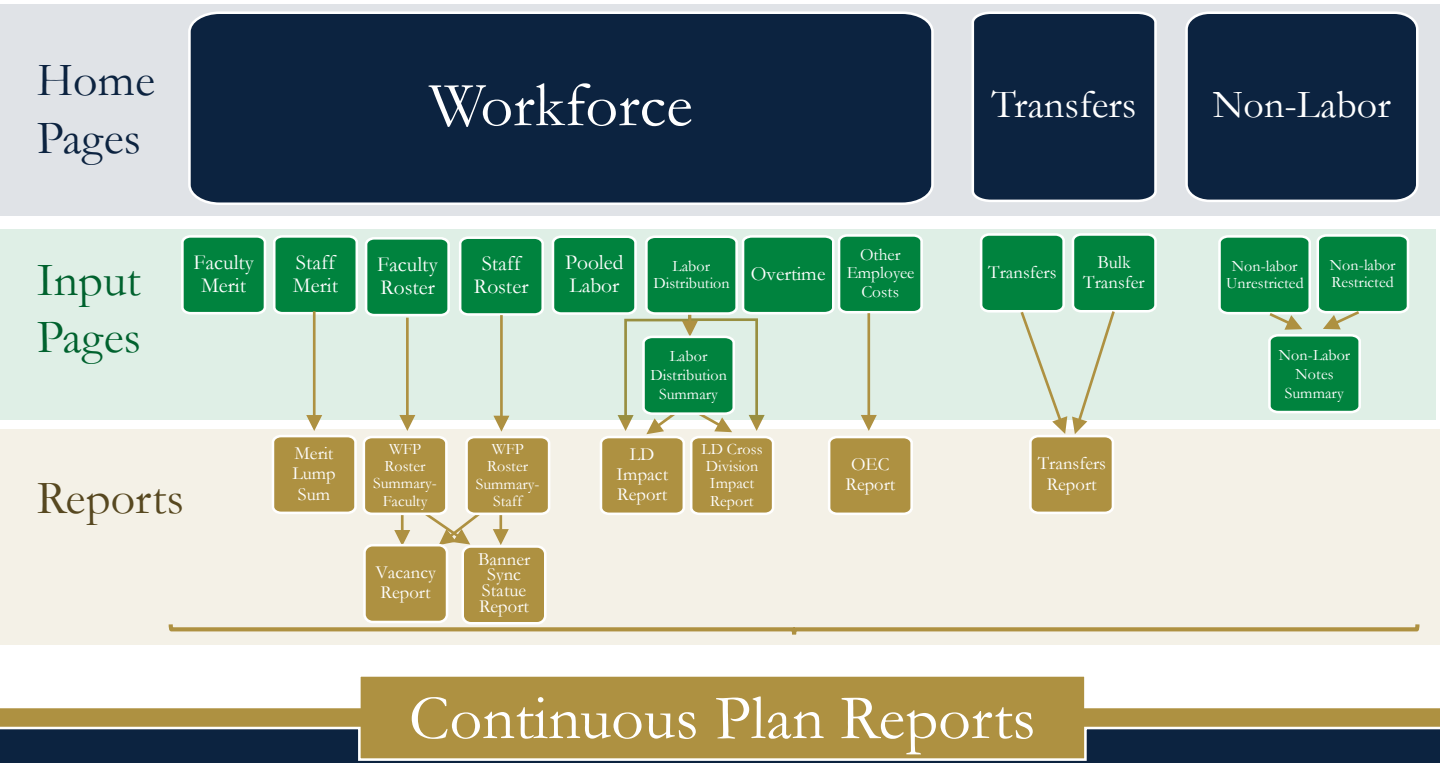 Home
Pages
Workforce
Transfers
Non-Labor
Input
Pages
Faculty
Merit
Staff
Merit
Faculty
Roster
Staff
Roster
Pooled
Labor
Labor
Distribution
Overtime
Other
Employee
Costs
Transfers
Bulk
Transfer
Non-labor
Unrestricted
Non-labor
Restricted
Labor
Distribution
Summary
Non-Labor
Notes
Summary
Reports
Merit
Lump
Sum
WFP
Roster
Summary-
Faculty
WFP
Roster
Summary-
Staff
LD
Impact
Report
LD Cross
Division
Impact
Report
OEC
Report
Transfers
Report
Vacancy
Report
Banner
Sync
Statue
Report
Continuous Plan Reports